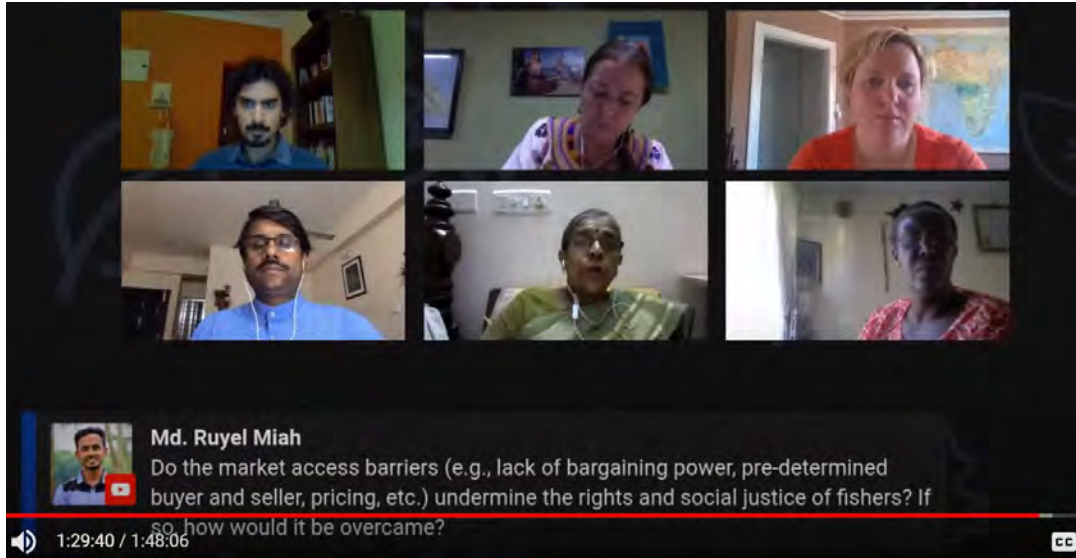 Md. Ruyel Miah
Do the market access barriers (e.g., lack of bargaining power, pre-determined
buyer and seller, pricing, etc.) undermine the rights and social justice of fishers? If
so, how would it be overcame?
1:29:40 / 1:48:06
CC